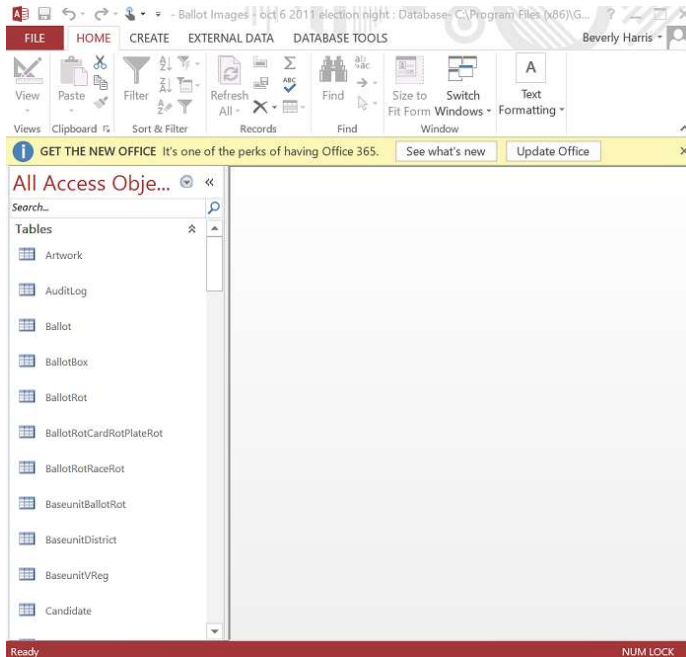 - Ballot Images - oct 6 2011 election night : Database- C:\Program Files (x86)\G... ?
FILE HOME CREATE EXTERNAL DATA DATABASE TOOLS Beverly Harris
View Paste Filter Refresh All Find Size to Fit Form Switch Windows Text Formatting
Views Clipboard Sort & Filter Records Find Window
GET THE NEW OFFICE It's one of the perks of having Office 365. See what's new Update Office
All Access Obje...
Search...
Tables
Artwork
AuditLog
Ballot
BallotBox
BallotRot
BallotRotCardRotPlateRot
BallotRotRaceRot
BaseunitBallotRot
BaseunitDistrict
BaseunitVReg
Candidate
Ready NUM LOCK